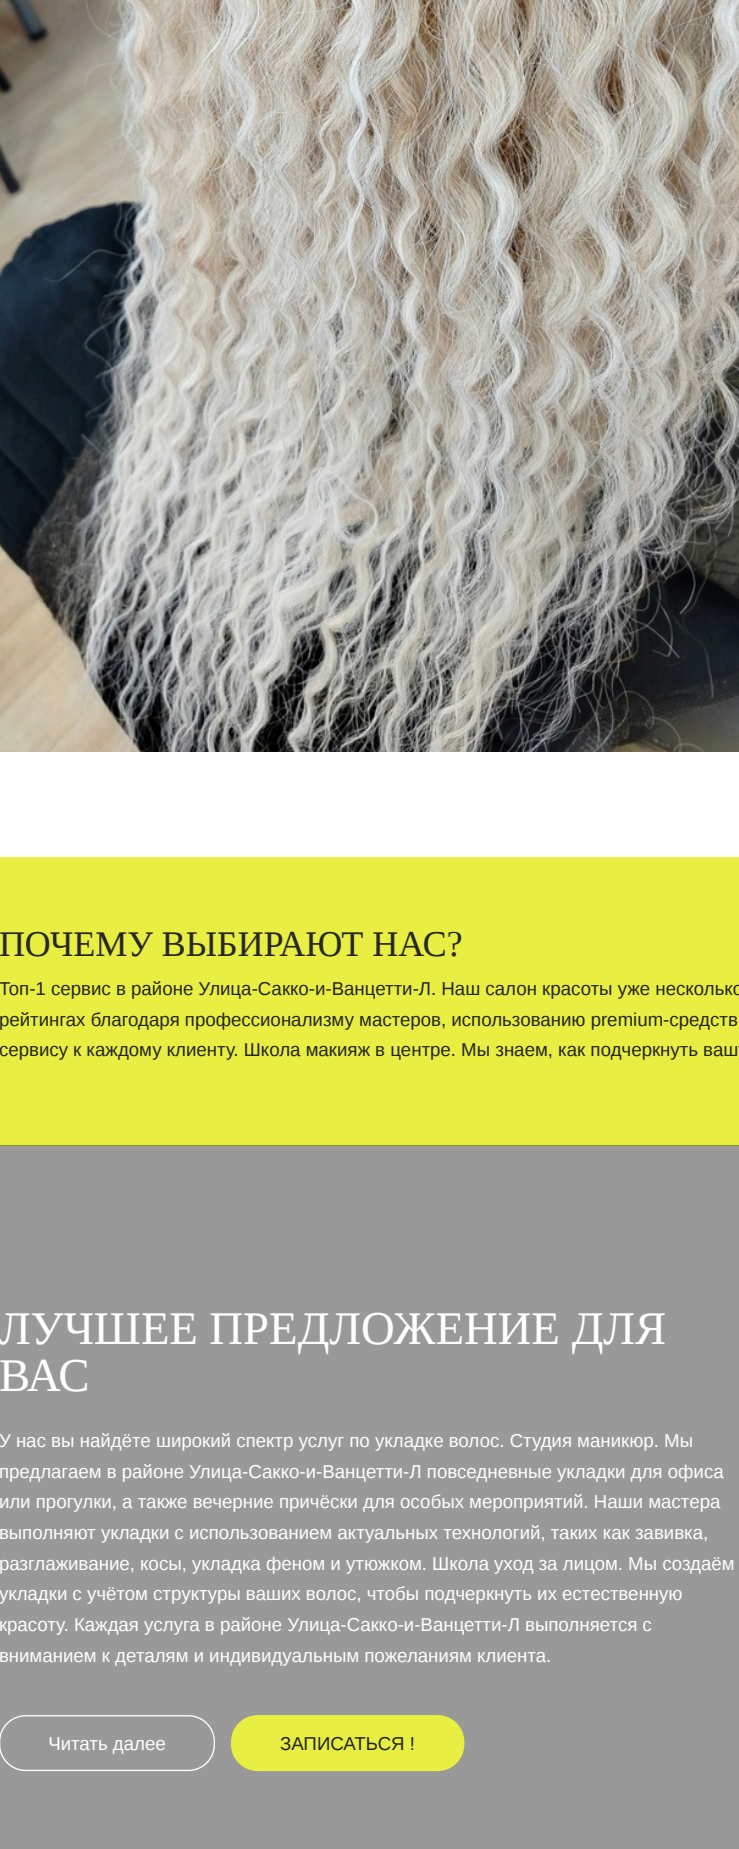 ПОЧЕМУ ВЫБИРАЮТ НАС?
Топ-1 сервис в районе Улица-Сакко-и-Ванцетти-Л. Наш салон красоты уже несколько
рейтингах благодаря профессионализму мастеров, использованию premium-средств
сервису к каждому клиенту. Школа макияж в центре. Мы знаем, как подчеркнуть ваш
ЛУЧШЕЕ ПРЕДЛОЖЕНИЕ ДЛЯ
ВАС
У нас вы найдёте широкий спектр услуг по укладке волос. Студия маникюр. Мы
предлагаем в районе Улица-Сакко-и-Ванцетти-Л повседневные укладки для офиса
или прогулки, а также вечерние причёски для особых мероприятий. Наши мастера
выполняют укладки с использованием актуальных технологий, таких как завивка,
разглаживание, косы, укладка феном и утюжком. Школа уход за лицом. Мы создаём
укладки с учётом структуры ваших волос, чтобы подчеркнуть их естественную
красоту. Каждая услуга в районе Улица-Сакко-и-Ванцетти-Л выполняется с
вниманием к деталям и индивидуальным пожеланиям клиента.
Читать далее ЗАПИСАТЬСЯ !